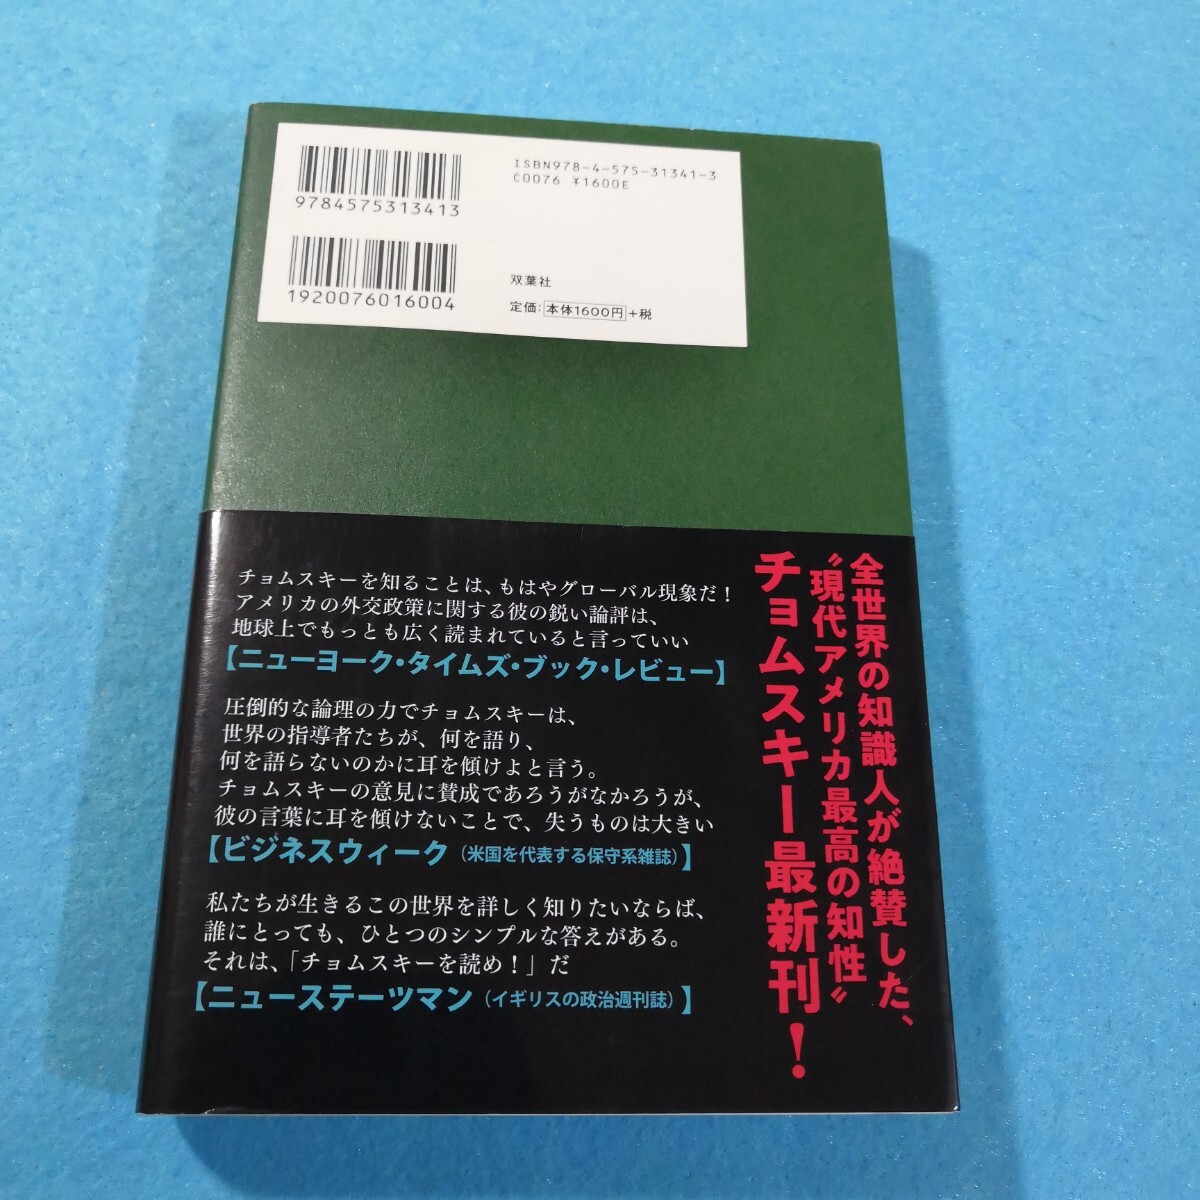 ISBN978-4-575-31341-3
C0076 ¥1600E
9784575313413
1920076016004
双葉社
定価：本体1600円+税
全世界の知識人が絶賛した、
〝現代アメリカ最高の知性〟
チョムスキー最新刊！
チョムスキーを知ることは、もはやグローバル現象だ！
アメリカの外交政策に関する彼の鋭い論評は、
地球上でもっとも広く読まれていると言っていい
【ニューヨーク・タイムズ・ブック・レビュー】
圧倒的な論理の力でチョムスキーは、
世界の指導者たちが、何を語り、
何を語らないのかに耳を傾けよと言う。
チョムスキーの意見に賛成であろうがなかろうが、
彼の言葉に耳を傾けないことで、失うものは大きい
【ビジネスウィーク（米国を代表する保守系雑誌）】
私たちが生きるこの世界を詳しく知りたいならば、
誰にとっても、ひとつのシンプルな答えがある。
それは、「チョムスキーを読め！」だ
【ニューステーツマン（イギリスの政治週刊誌）】